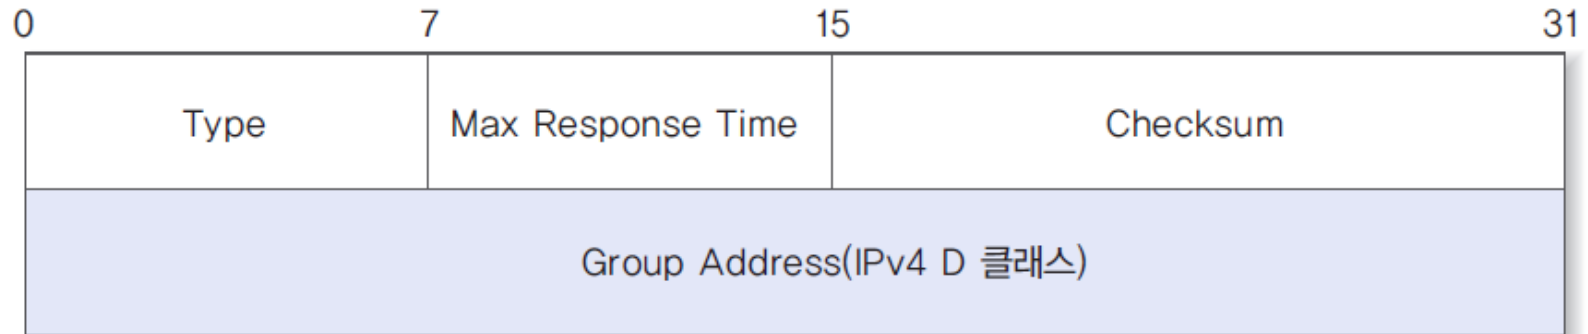 0 7 15 31
Type Max Response Time Checksum
Group Address(IPv4 D 클래스)